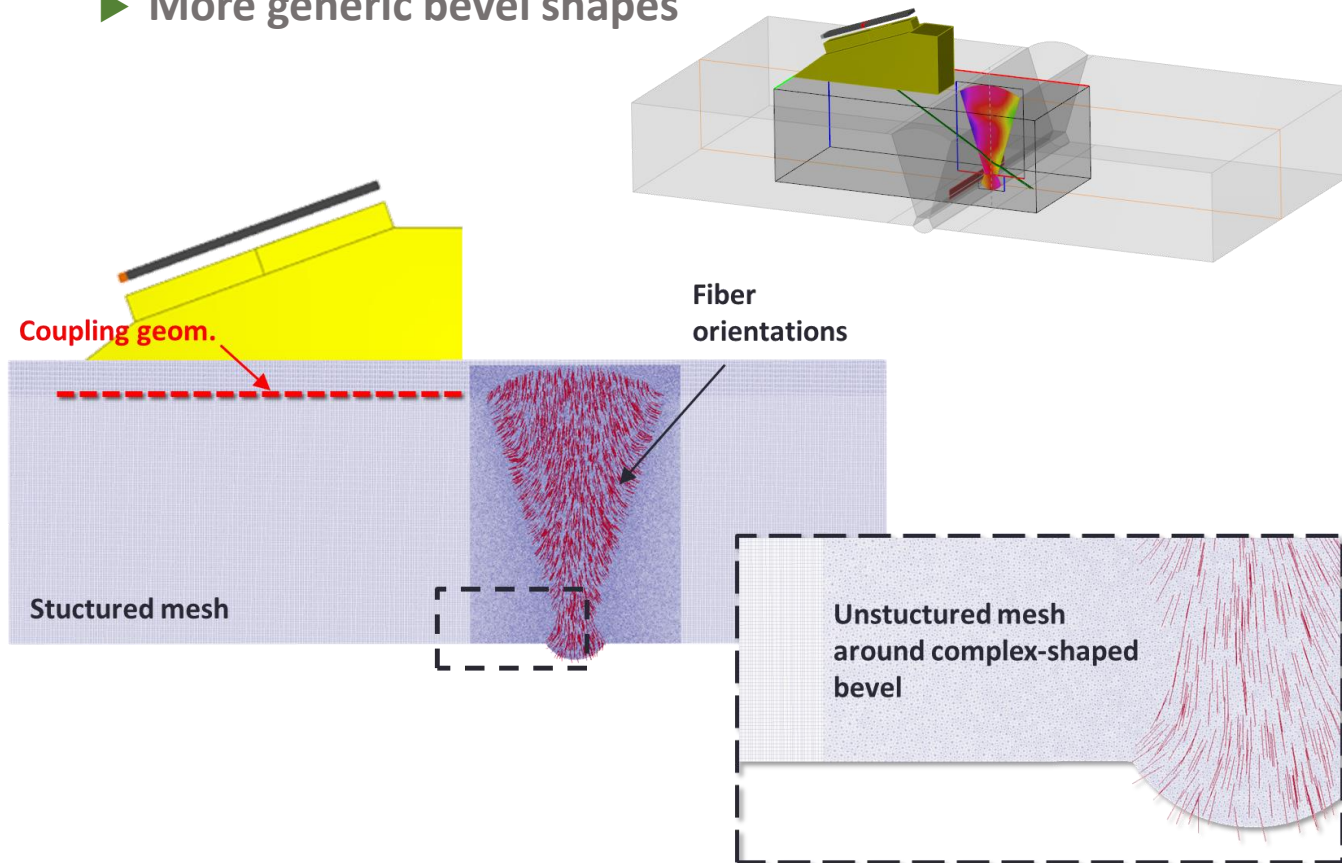 More generic bevel shapes
Fiber
orientations
Coupling geom.
Stuctured mesh
Unstuctured mesh
around complex-shaped
bevel